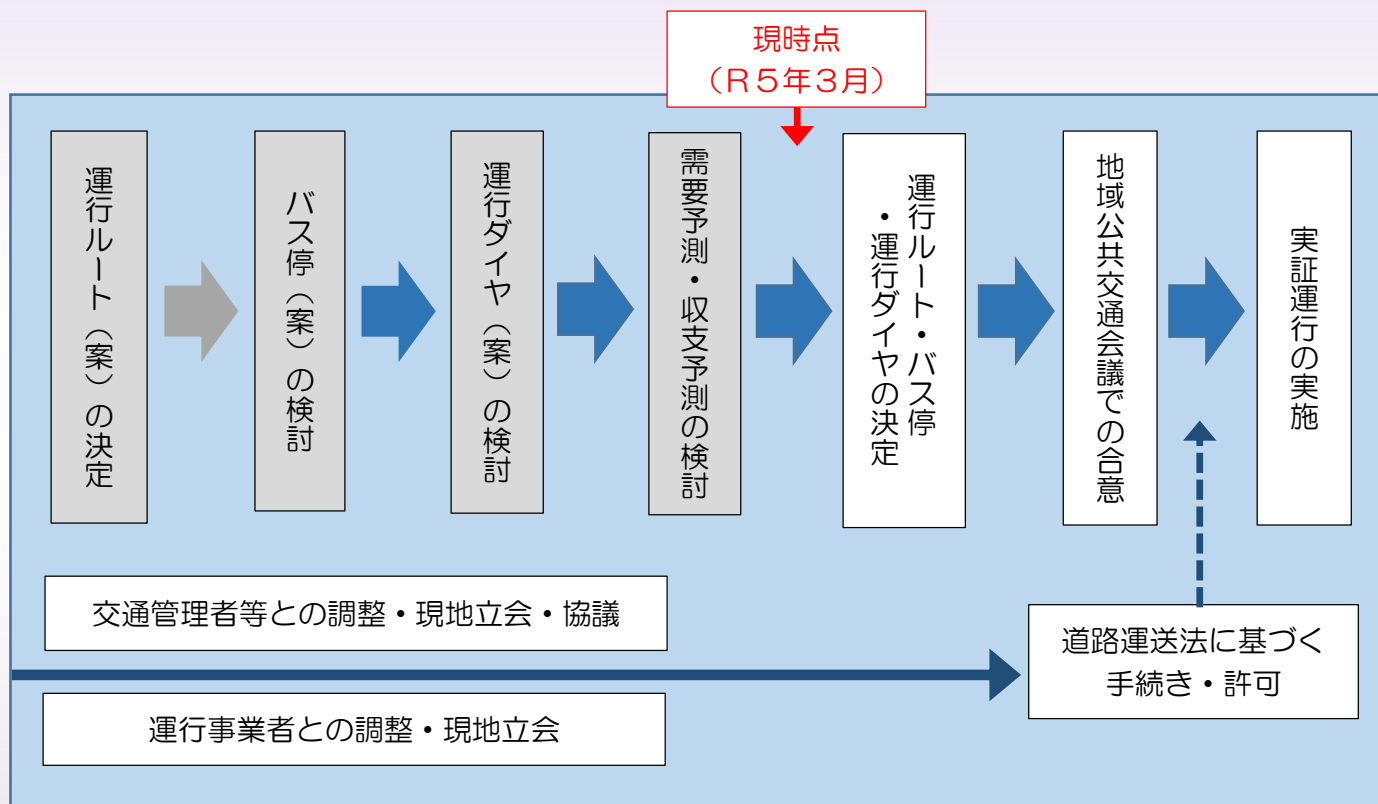 現時点
（R５年３月）
運行ルート（案）の決定
バス停（案）の検討
運行ダイヤ（案）の検討
需要予測・収支予測の検討
運行ルート・バス停
・運行ダイヤの決定
地域公共交通会議での合意
実証運行の実施
交通管理者等との調整・現地立会・協議
運行事業者との調整・現地立会
道路運送法に基づく
手続き・許可